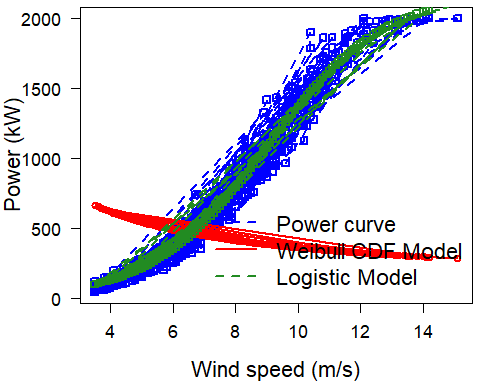 2000
1500
1000
500
0
Power (kW)
Power curve
Weibull CDF Model
Logistic Model
4 6 8 10 12 14
Wind speed (m/s)